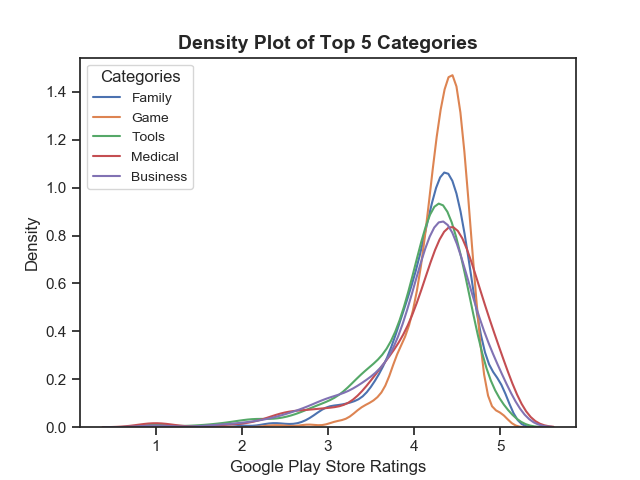 Density Plot of Top 5 Categories
Categories
Family
Game
Tools
Medical
Business
Density
1.4
1.2
1.0
0.8
0.6
0.4
0.2
0.0
1 2 3 4 5
Google Play Store Ratings